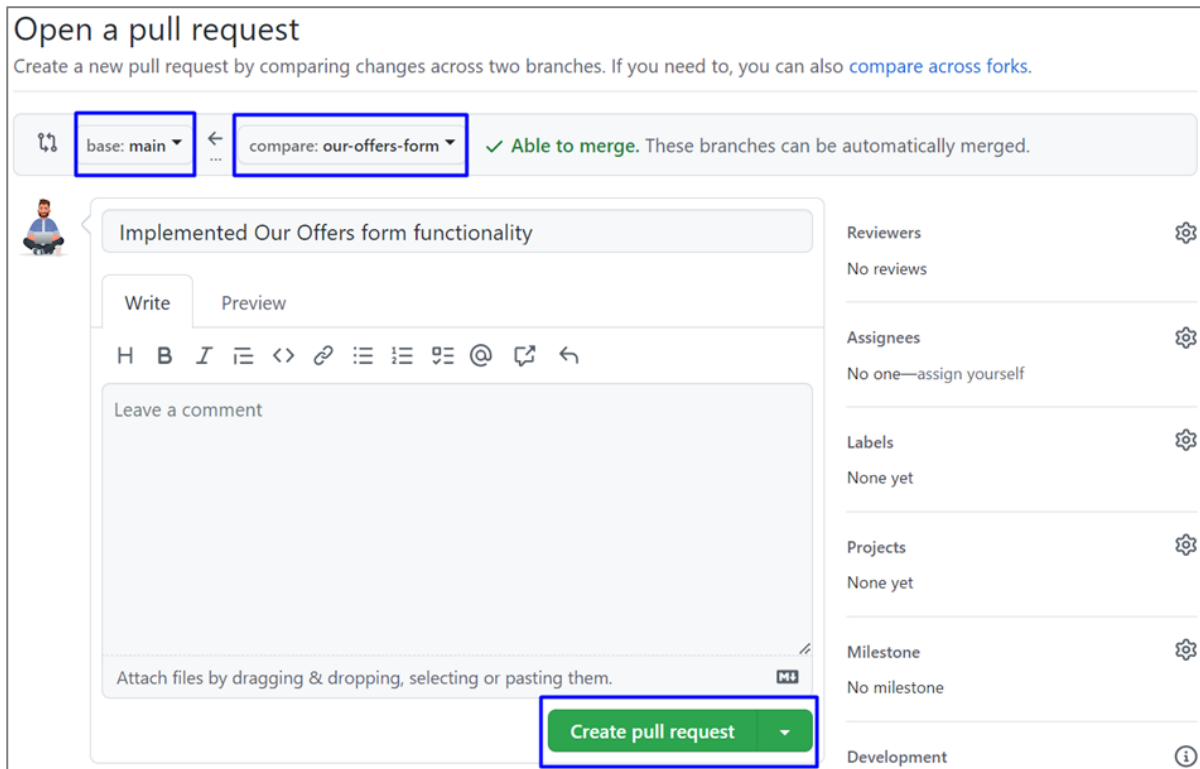 Open a pull request
Create a new pull request by comparing changes across two branches. If you need to, you can also compare across forks.
base: main
...
compare: our-offers-form
Able to merge. These branches can be automatically merged.
Implemented Our Offers form functionality
Write Preview
Leave a comment
Attach files by dragging & dropping, selecting or pasting them.
Create pull request
Reviewers
No reviews
Assignees
No one—assign yourself
Labels
None yet
Projects
None yet
Milestone
No milestone
Development